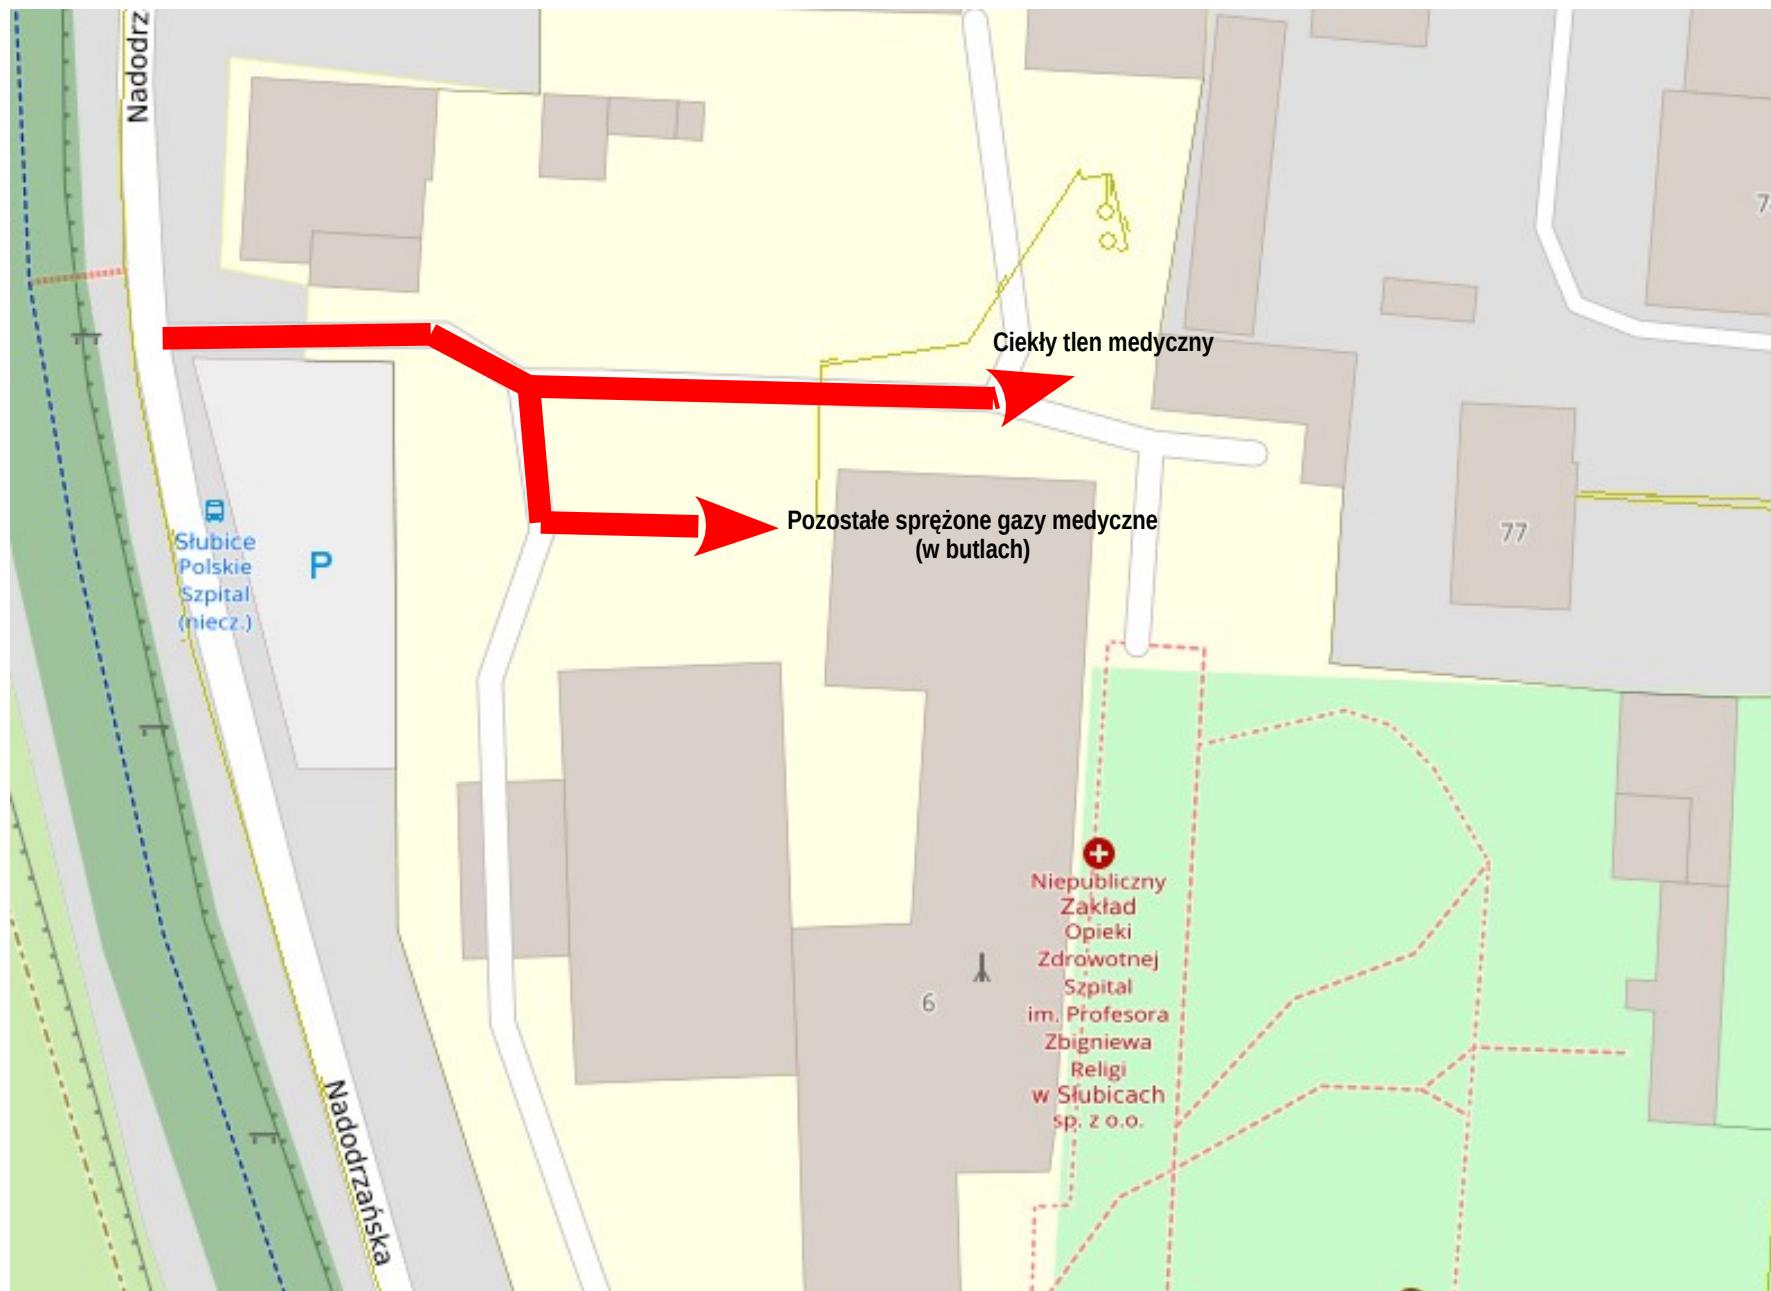 Nadodrz
Ciekły tlen medyczny
Pozostałe sprężone gazy medyczne
(w butlach)
Słubice
Polskie
Szpital
(niecz.)
P
77
6
Niepubliczny
Zakład
Opieki
Zdrowotnej
Szpital
im. Profesora
Zbigniewa
Religi
w Słubicach
sp. z o.o.
Nadodrzańska